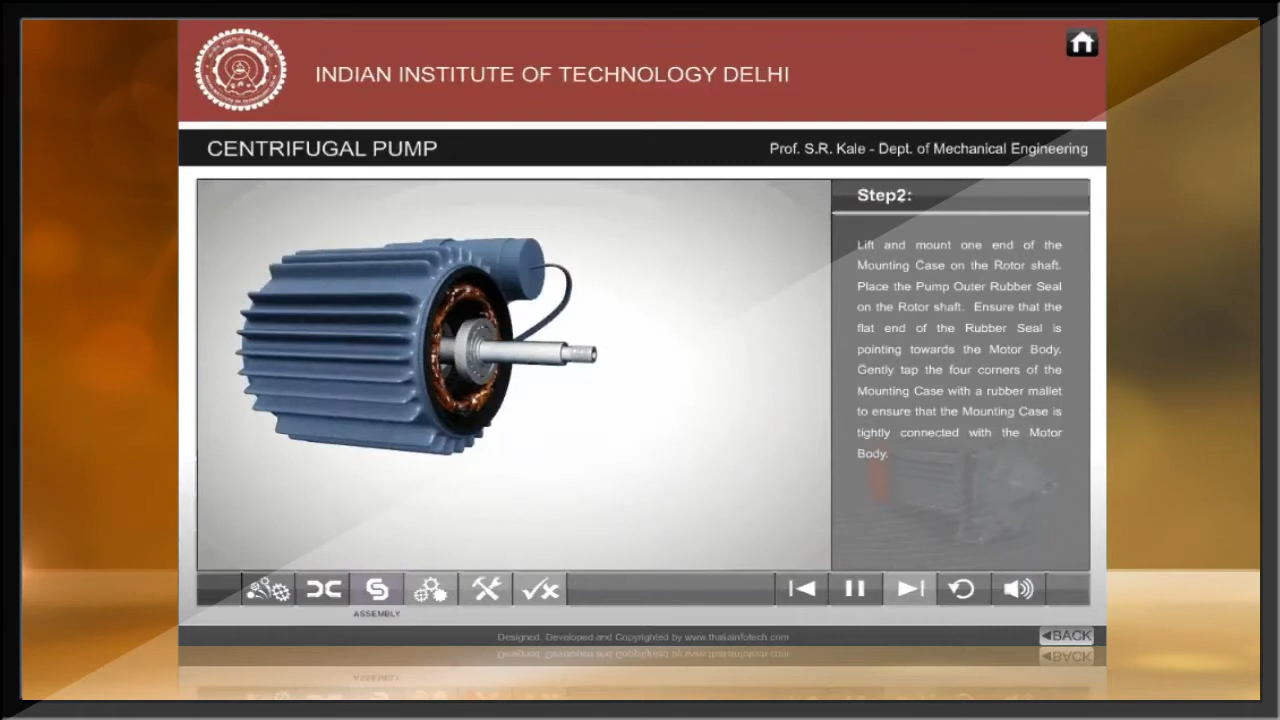 INDIAN INSTITUTE OF TECHNOLOGY DELHI
CENTRIFUGAL PUMP
Prof. S.R. Kale - Dept. of Mechanical Engineering
Step2:
Lift and mount one end of the
Mounting Case on the Rotor shaft.
Place the Pump Outer Rubber Seal
on the Rotor shaft. Ensure that the
flat end of the Rubber Seal is
pointing towards the Motor Body.
Gently tap the four corners of the
Mounting Case with a rubber mallet
to ensure that the Mounting Case is
tightly connected with the Motor
Body.
ASSEMBLY
Designed, Developed and Copyrighted by www.thaliainfotech.com
BACK